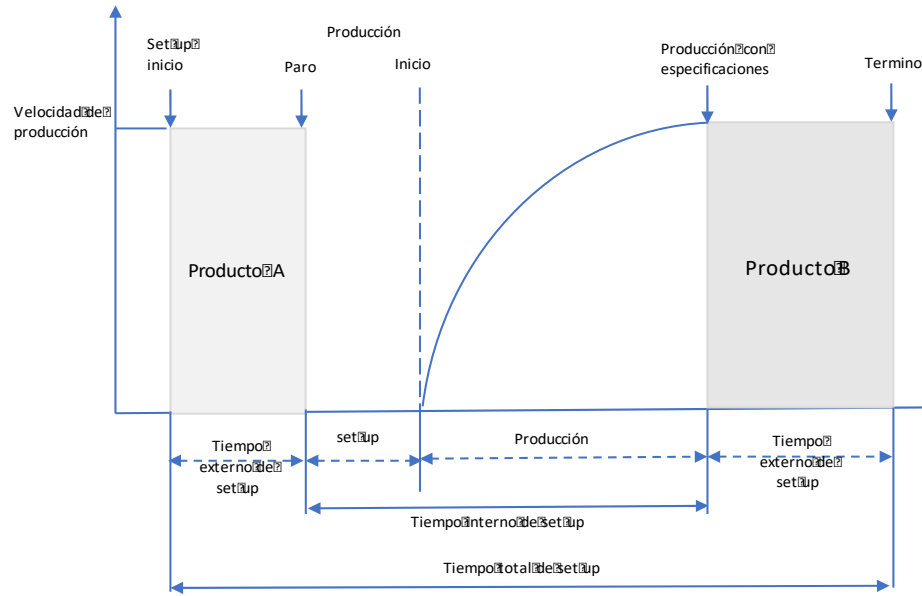 Producción
Set up
inicio
Paro
Inicio
Producción con
especificaciones
Termino
Velocidad de
producción
Producto A
Producto B
Tiempo
externo de
set up
set up
Producción
Tiempo
externo de
set up
Tiempo interno de set up
Tiempo total de set up